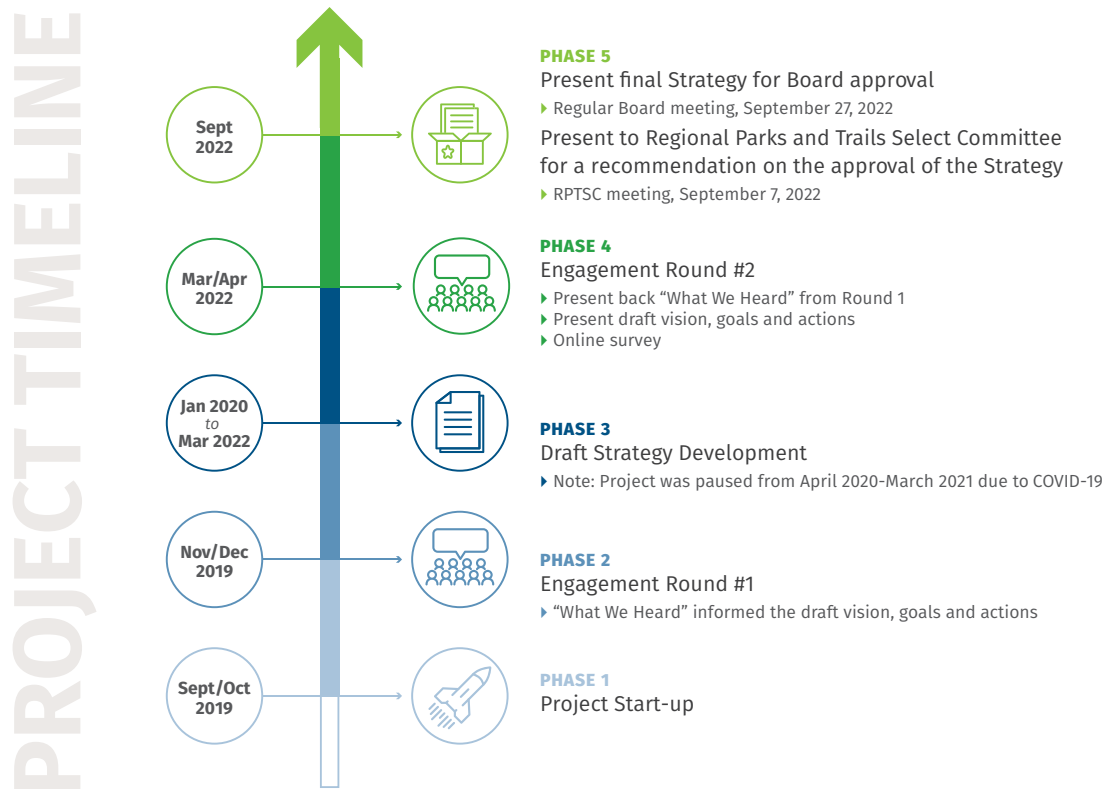 PROJECT TIMELINE
Sept
2022
PHASE 5
Present final Strategy for Board approval
Regular Board meeting, September 27, 2022
Present to Regional Parks and Trails Select Committee
for a recommendation on the approval of the Strategy
RPTSC meeting, September 7, 2022
Mar/Apr
2022
PHASE 4
Engagement Round #2
Present back “What We Heard” from Round 1
Present draft vision, goals and actions
Online survey
Jan 2020
to
Mar 2022
PHASE 3
Draft Strategy Development
Note: Project was paused from April 2020-March 2021 due to COVID-19
Nov/Dec
2019
PHASE 2
Engagement Round #1
“What We Heard” informed the draft vision, goals and actions
Sept/Oct
2019
PHASE 1
Project Start-up